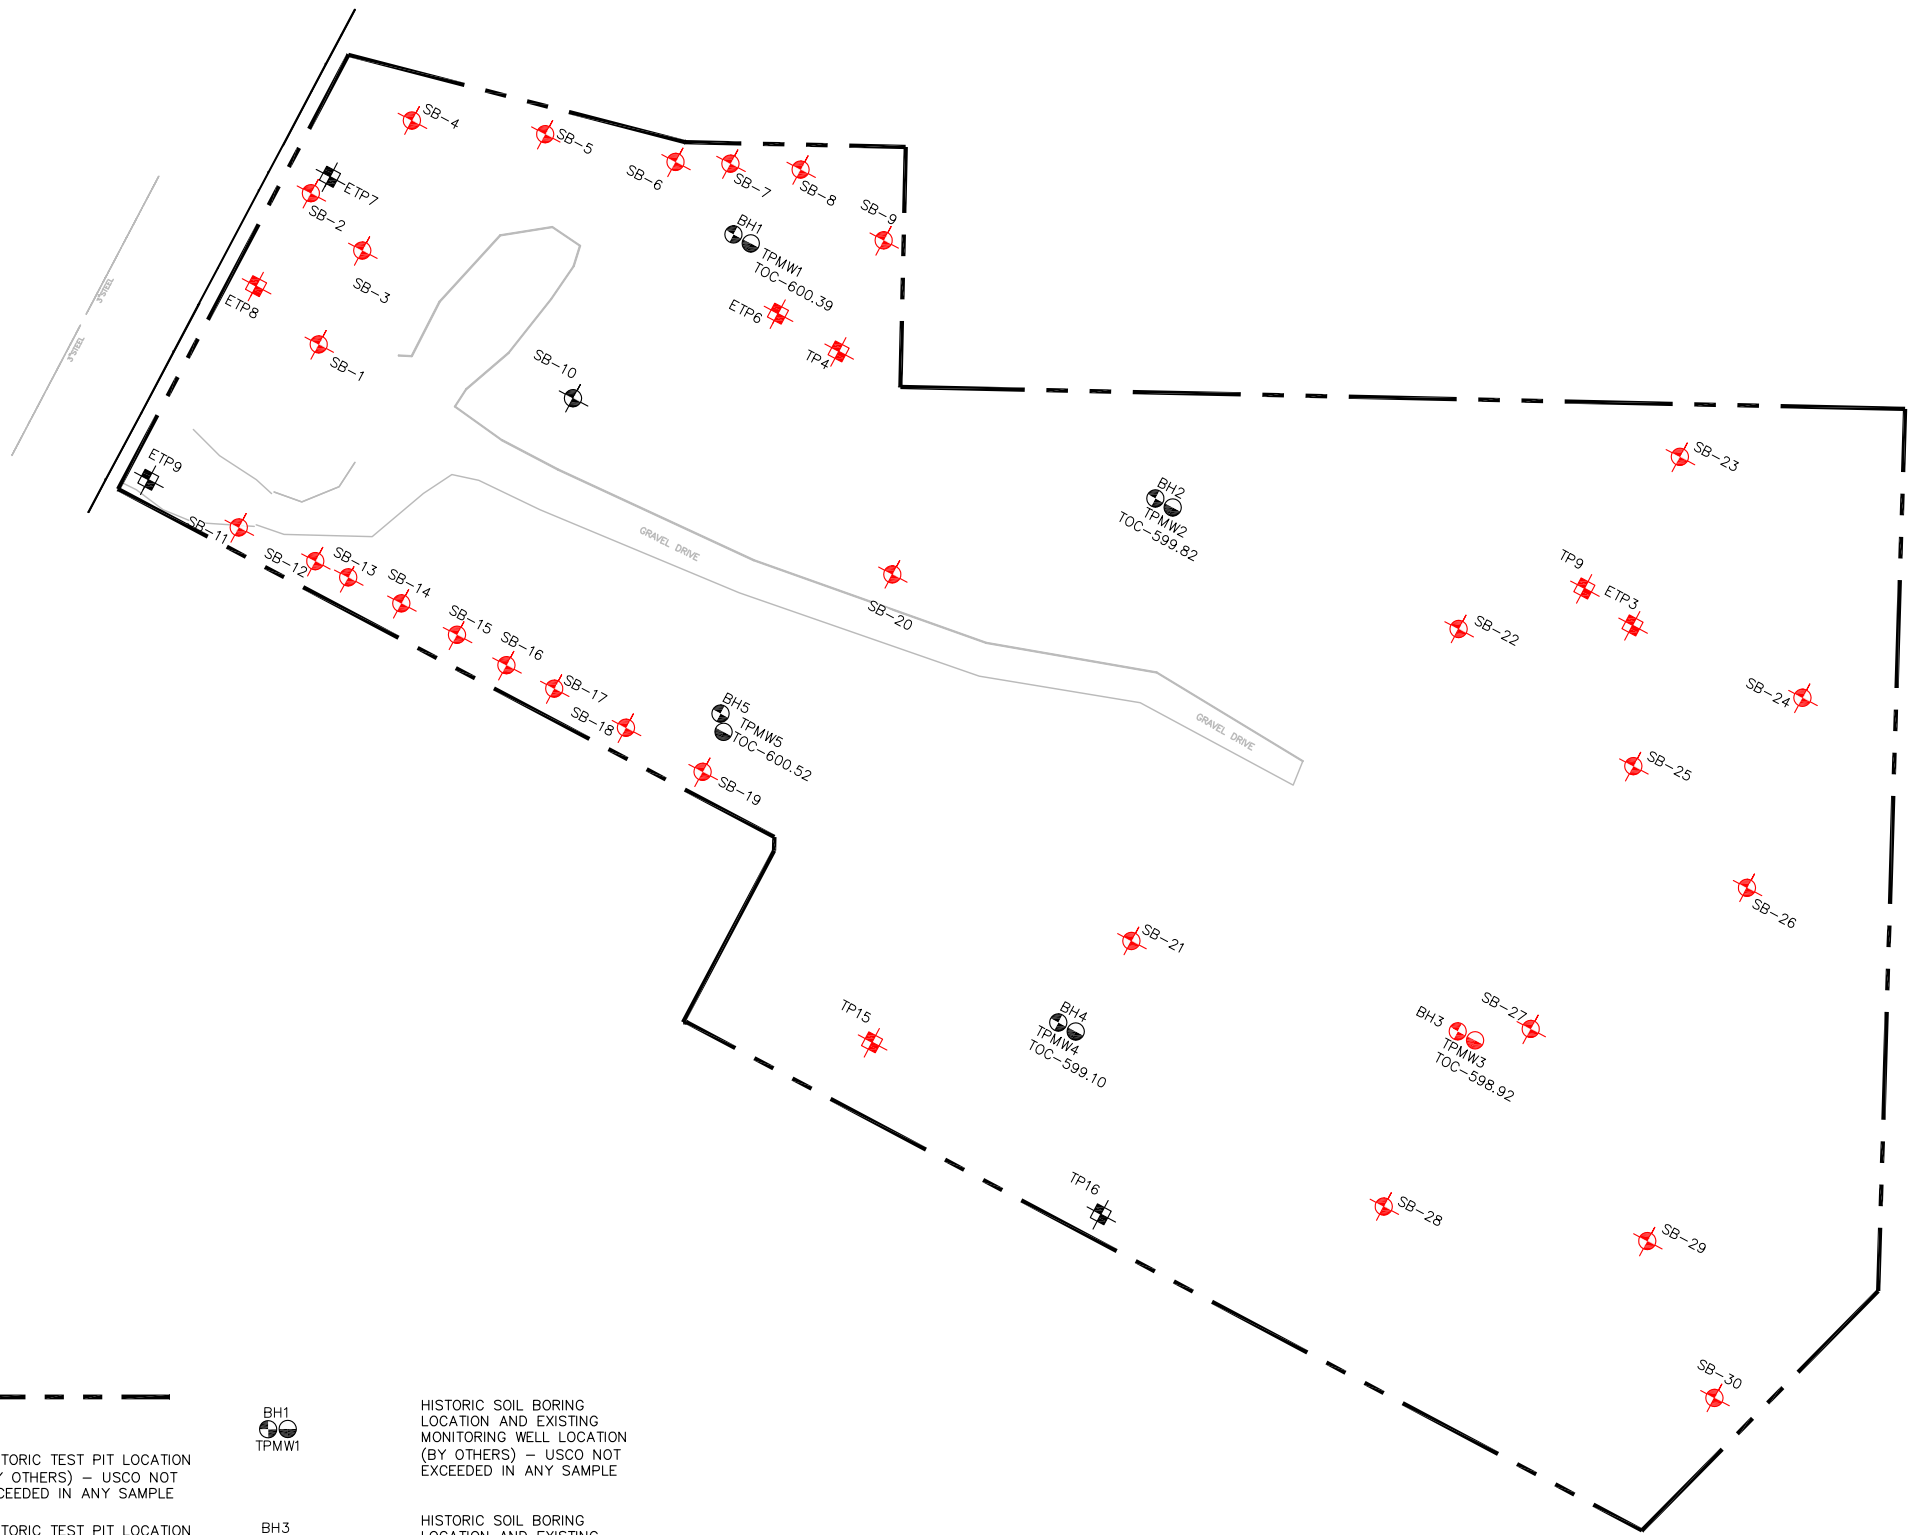 SB-4
SB-5
SB-6
SB-7
SB-8
SB-9
ETP7
SB-2
SB-3
ETP8
SB-1
BH1
TPMW1
TOC-600.39
ETP6
TP4
3"STEEL
3"STEEL
SB-10
ETP9
SB-11
SB-12
SB-13
SB-14
SB-15
SB-16
SB-17
SB-18
SB-19
GRAVEL DRIVE
BH5
TPMW5
TOC-600.52
SB-20
BH2
TPMW2
TOC-599.82
GRAVEL DRIVE
SB-23
TP9
ETP3
SB-22
SB-24
SB-25
SB-26
SB-21
TP15
BH4
TPMW4
TOC-599.10
SB-27
BH3
TPMW3
TOC-598.92
TP16
SB-28
SB-29
SB-30
TORIC TEST PIT LOCATION
Y OTHERS) – USCO NOT
CEEDED IN ANY SAMPLE
TORIC TEST PIT LOCATION
BH1
TPMW1
HISTORIC SOIL BORING
LOCATION AND EXISTING
MONITORING WELL LOCATION
(BY OTHERS) – USCO NOT
EXCEEDED IN ANY SAMPLE
BH3
HISTORIC SOIL BORING
LOCATION AND EXISTING